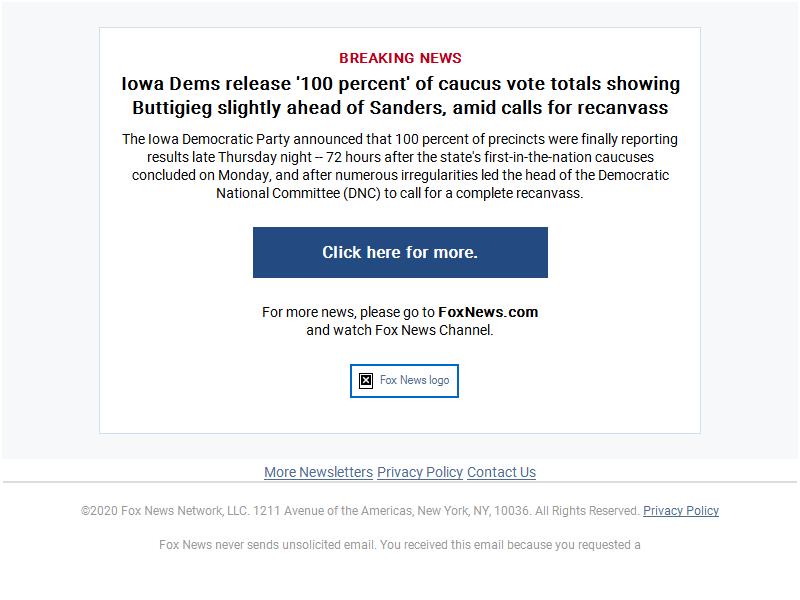 BREAKING NEWS
Iowa Dems release '100 percent' of caucus vote totals showing
Buttigieg slightly ahead of Sanders, amid calls for recanvass
The Iowa Democratic Party announced that 100 percent of precincts were finally reporting
results late Thursday night -- 72 hours after the state's first-in-the-nation caucuses
concluded on Monday, and after numerous irregularities led the head of the Democratic
National Committee (DNC) to call for a complete recanvass.
Click here for more.
For more news, please go to FoxNews.com
and watch Fox News Channel.
Fox News logo
More Newsletters Privacy Policy Contact Us
©2020 Fox News Network, LLC. 1211 Avenue of the Americas, New York, NY, 10036. All Rights Reserved. Privacy Policy
Fox News never sends unsolicited email. You received this email because you requested a